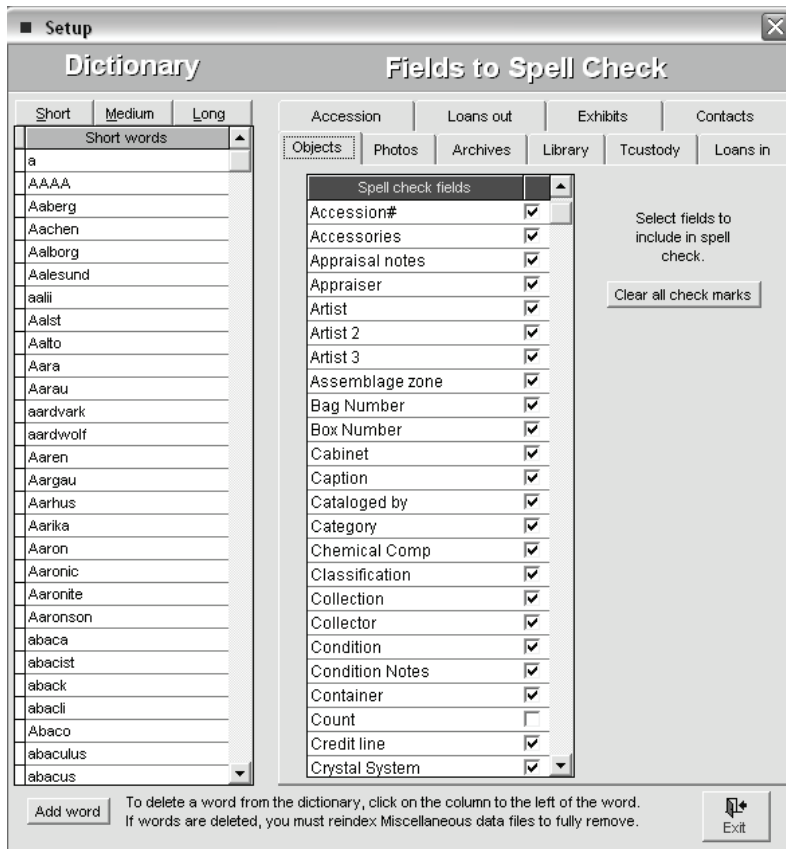 Setup
Dictionary
Fields to Spell Check
Short Medium Long
Short words
a
AAAA
Aaberg
Aachen
Aalborg
Aalesund
aalii
Aalst
Aalto
Aara
Aarau
aardvark
aardwolf
Aaren
Aargau
Aarhus
Aarika
Aaron
Aaronic
Aaronite
Aaronson
abaca
abacist
aback
abacli
Abaco
abaculus
abacus
Accession Loans out Exhibits Contacts
Objects Photos Archives Library Tcustody Loans in
Spell check fields
Accession#
Accessories
Appraisal notes
Appraiser
Artist
Artist 2
Artist 3
Assemblage zone
Bag Number
Box Number
Cabinet
Caption
Cataloged by
Category
Chemical Comp
Classification
Collection
Collector
Condition
Condition Notes
Container
Count
Credit line
Crystal System
Select fields to
include in spell
check.
Clear all check marks
Add word
To delete a word from the dictionary, click on the column to the left of the word.
If words are deleted, you must reindex Miscellaneous data files to fully remove.
Exit